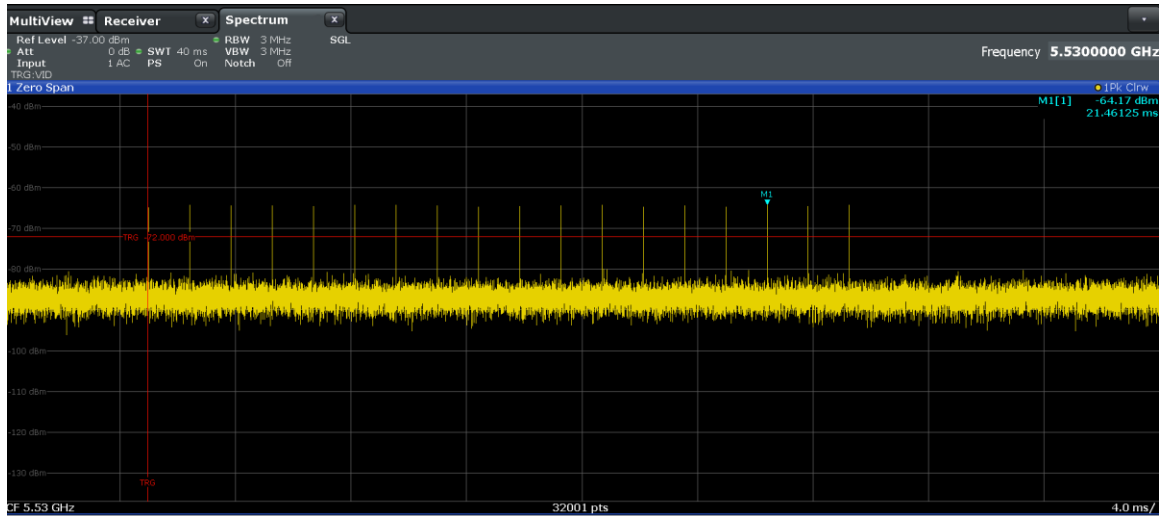 MultiView Receiver X Spectrum X
Ref Level -37.00 dBm RBW 3 MHz SGL
Att 0 dB SWT 40 ms VBW 3 MHz
Frequency 5.5300000 GHz
Input 1 AC PS On Notch Off
TRG:VID
1 Zero Span 1Pk Clrw
M1[1] -64.17 dBm
21.46125 ms
-40 dBm
-50 dBm
-60 dBm
M1
-70 dBm
TRG -72.000 dBm
-80 dBm
-100 dBm
-110 dBm
-120 dBm
-130 dBm
TRG
CF 5.53 GHz 32001 pts 4.0 ms/